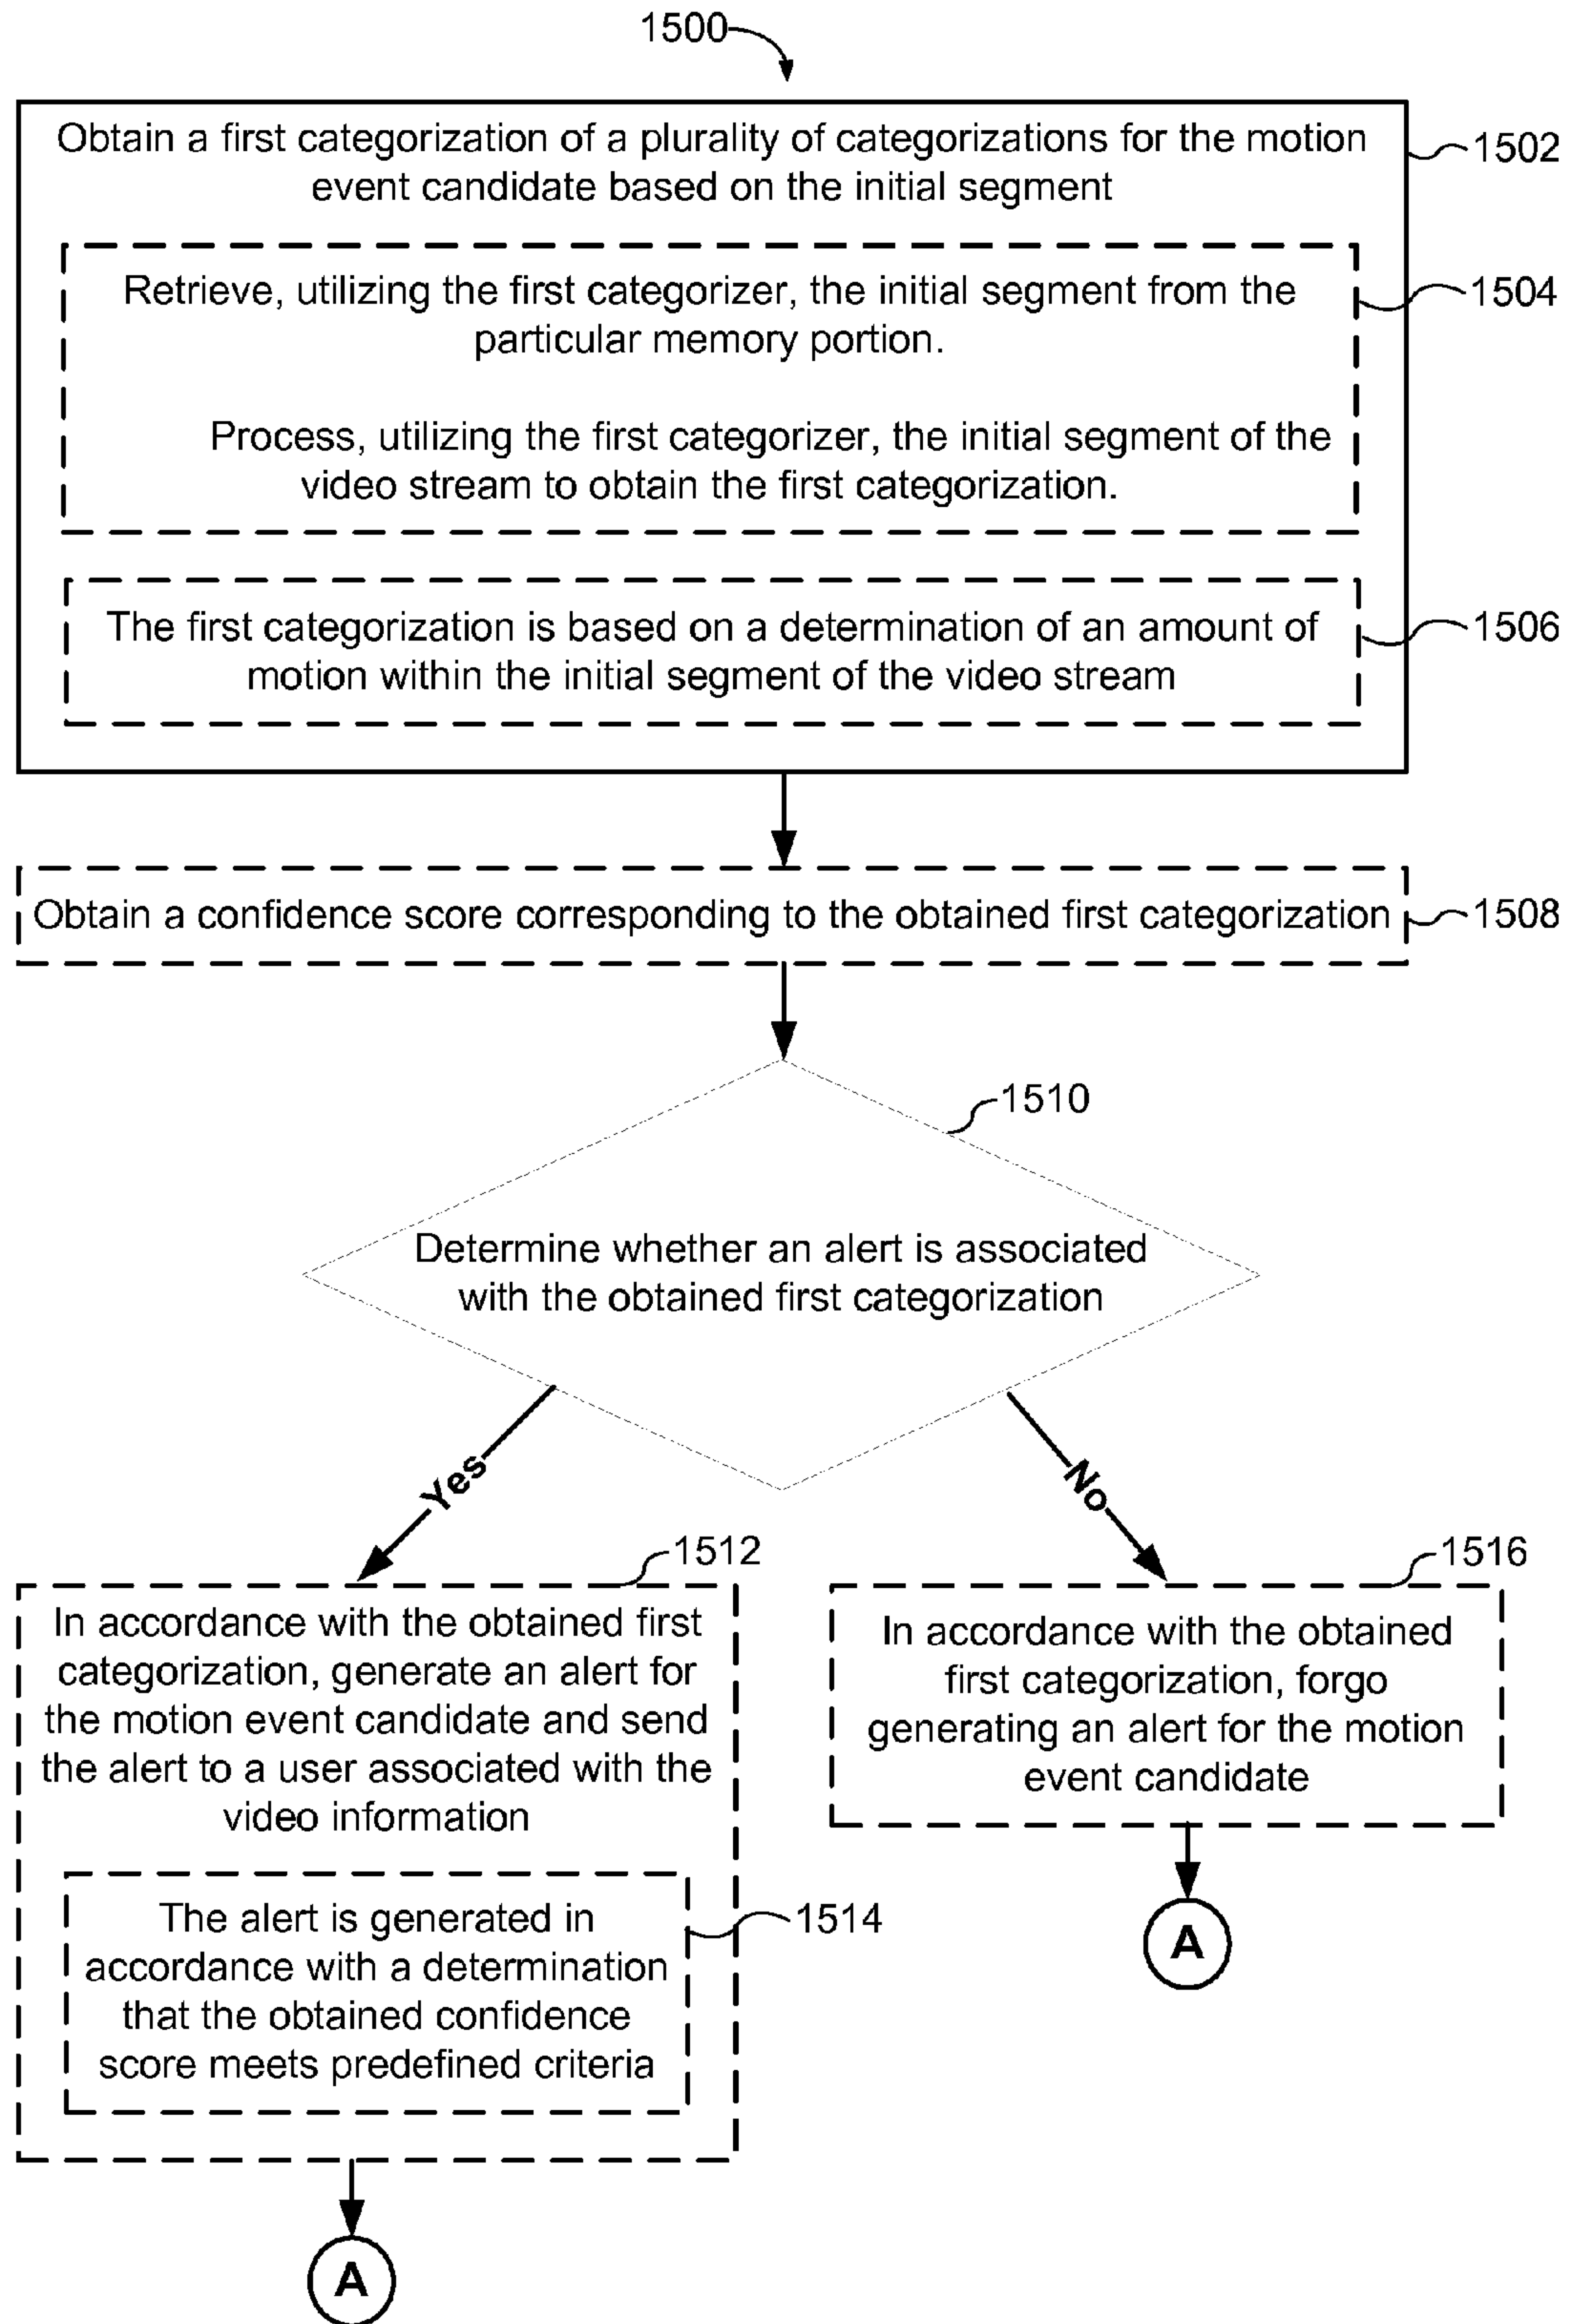 1500
Obtain a first categorization of a plurality of categorizations for the motion
event candidate based on the initial segment
1502
Retrieve, utilizing the first categorizer, the initial segment from the
particular memory portion.
1504
Process, utilizing the first categorizer, the initial segment of the
video stream to obtain the first categorization.
The first categorization is based on a determination of an amount of
motion within the initial segment of the video stream
1506
Obtain a confidence score corresponding to the obtained first categorization
1508
1510
Determine whether an alert is associated
with the obtained first categorization
Yes
No
1512
In accordance with the obtained first
categorization, generate an alert for
the motion event candidate and send
the alert to a user associated with the
video information
The alert is generated in
accordance with a determination
that the obtained confidence
score meets predefined criteria
1514
A
1516
In accordance with the obtained
first categorization, forgo
generating an alert for the motion
event candidate
A